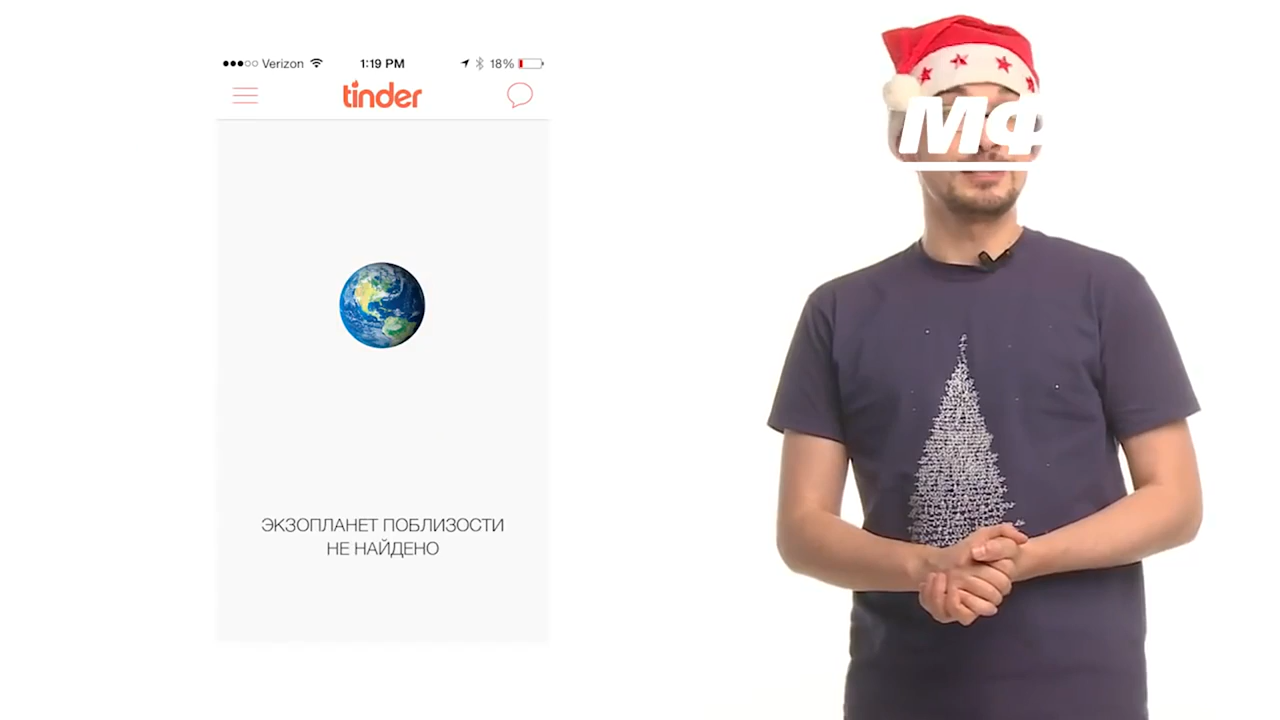 Verizon 1:19 PM 18%
tinder
ЭКЗОПЛАНЕТ ПОБЛИЗОСТИ
НЕ НАЙДЕНО
МФ